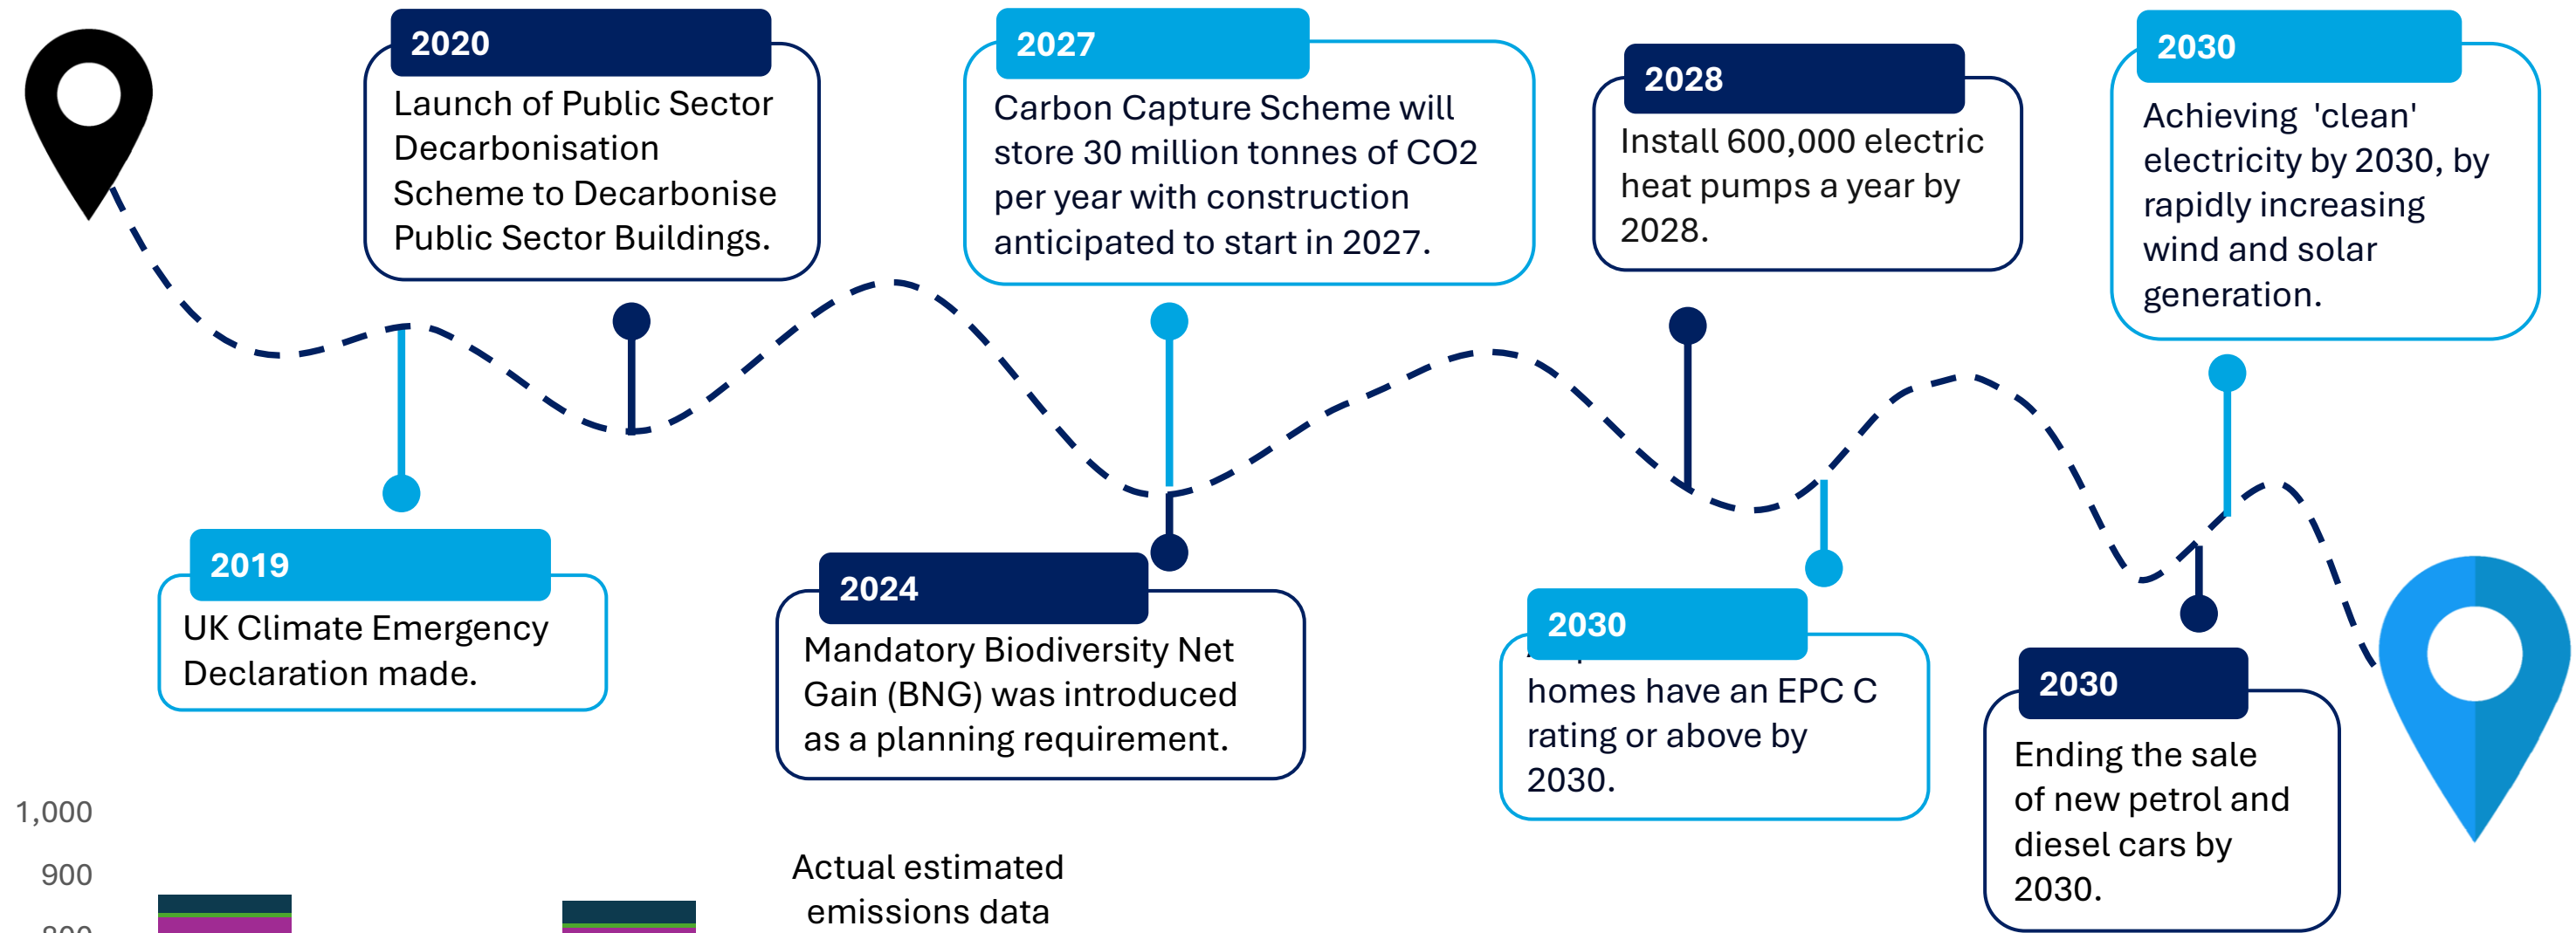 2020
Launch of Public Sector
Decarbonisation
Scheme to Decarbonise
Public Sector Buildings.
2027
Carbon Capture Scheme will
store 30 million tonnes of CO2
per year with construction
anticipated to start in 2027.
2028
Install 600,000 electric
heat pumps a year by
2028.
2030
Achieving 'clean'
electricity by 2030, by
rapidly increasing
wind and solar
generation.
2019
UK Climate Emergency
Declaration made.
2024
Mandatory Biodiversity Net
Gain (BNG) was introduced
as a planning requirement.
2030
homes have an EPC C
rating or above by
2030.
2030
Ending the sale
of new petrol and
diesel cars by
2030.
1,000
900
Actual estimated
emissions data